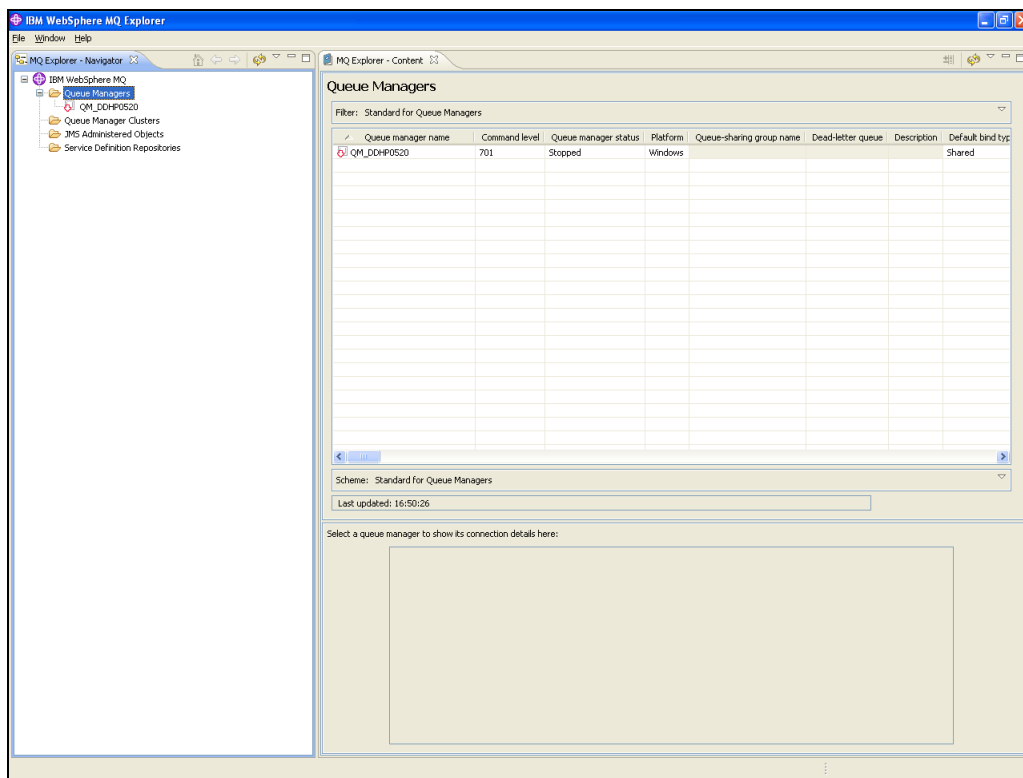 IBM WebSphere MQ Explorer
File Window Help
MQ Explorer - Navigator
IBM WebSphere MQ
Queue Managers
QM_DDHP0520
Queue Manager Clusters
JMS Administered Objects
Service Definition Repositories
MQ Explorer - Content
Queue Managers
Filter: Standard for Queue Managers
Queue manager name Command level Queue manager status Platform Queue-sharing group name Dead-letter queue Description Default bind typ
QM_DDHP0520 701 Stopped Windows Shared
Scheme: Standard for Queue Managers
Last updated: 16:50:26
Select a queue manager to show its connection details here: